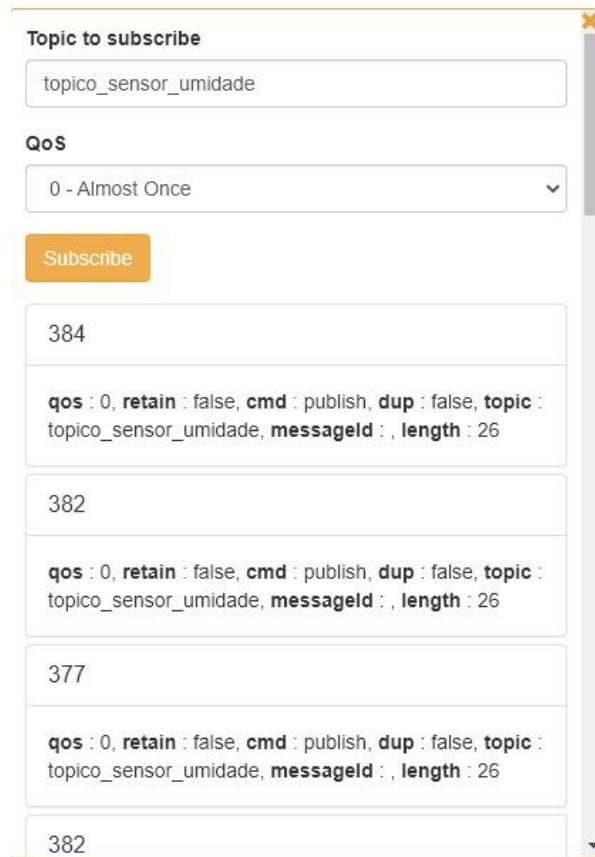 Topic to subscribe
topico_sensor_umidade
QoS
0 - Almost Once
Subscribe
384
qos : 0, retain : false, cmd : publish, dup : false, topic :
topico_sensor_umidade, messageId : , length : 26
382
qos : 0, retain : false, cmd : publish, dup : false, topic :
topico_sensor_umidade, messageId : , length : 26
377
qos : 0, retain : false, cmd : publish, dup : false, topic :
topico_sensor_umidade, messageId : , length : 26
382